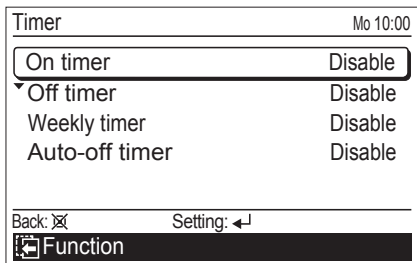 Timer Mo 10:00
On timer Disable
Off timer Disable
Weekly timer Disable
Auto-off timer Disable
Back: Setting:
Function